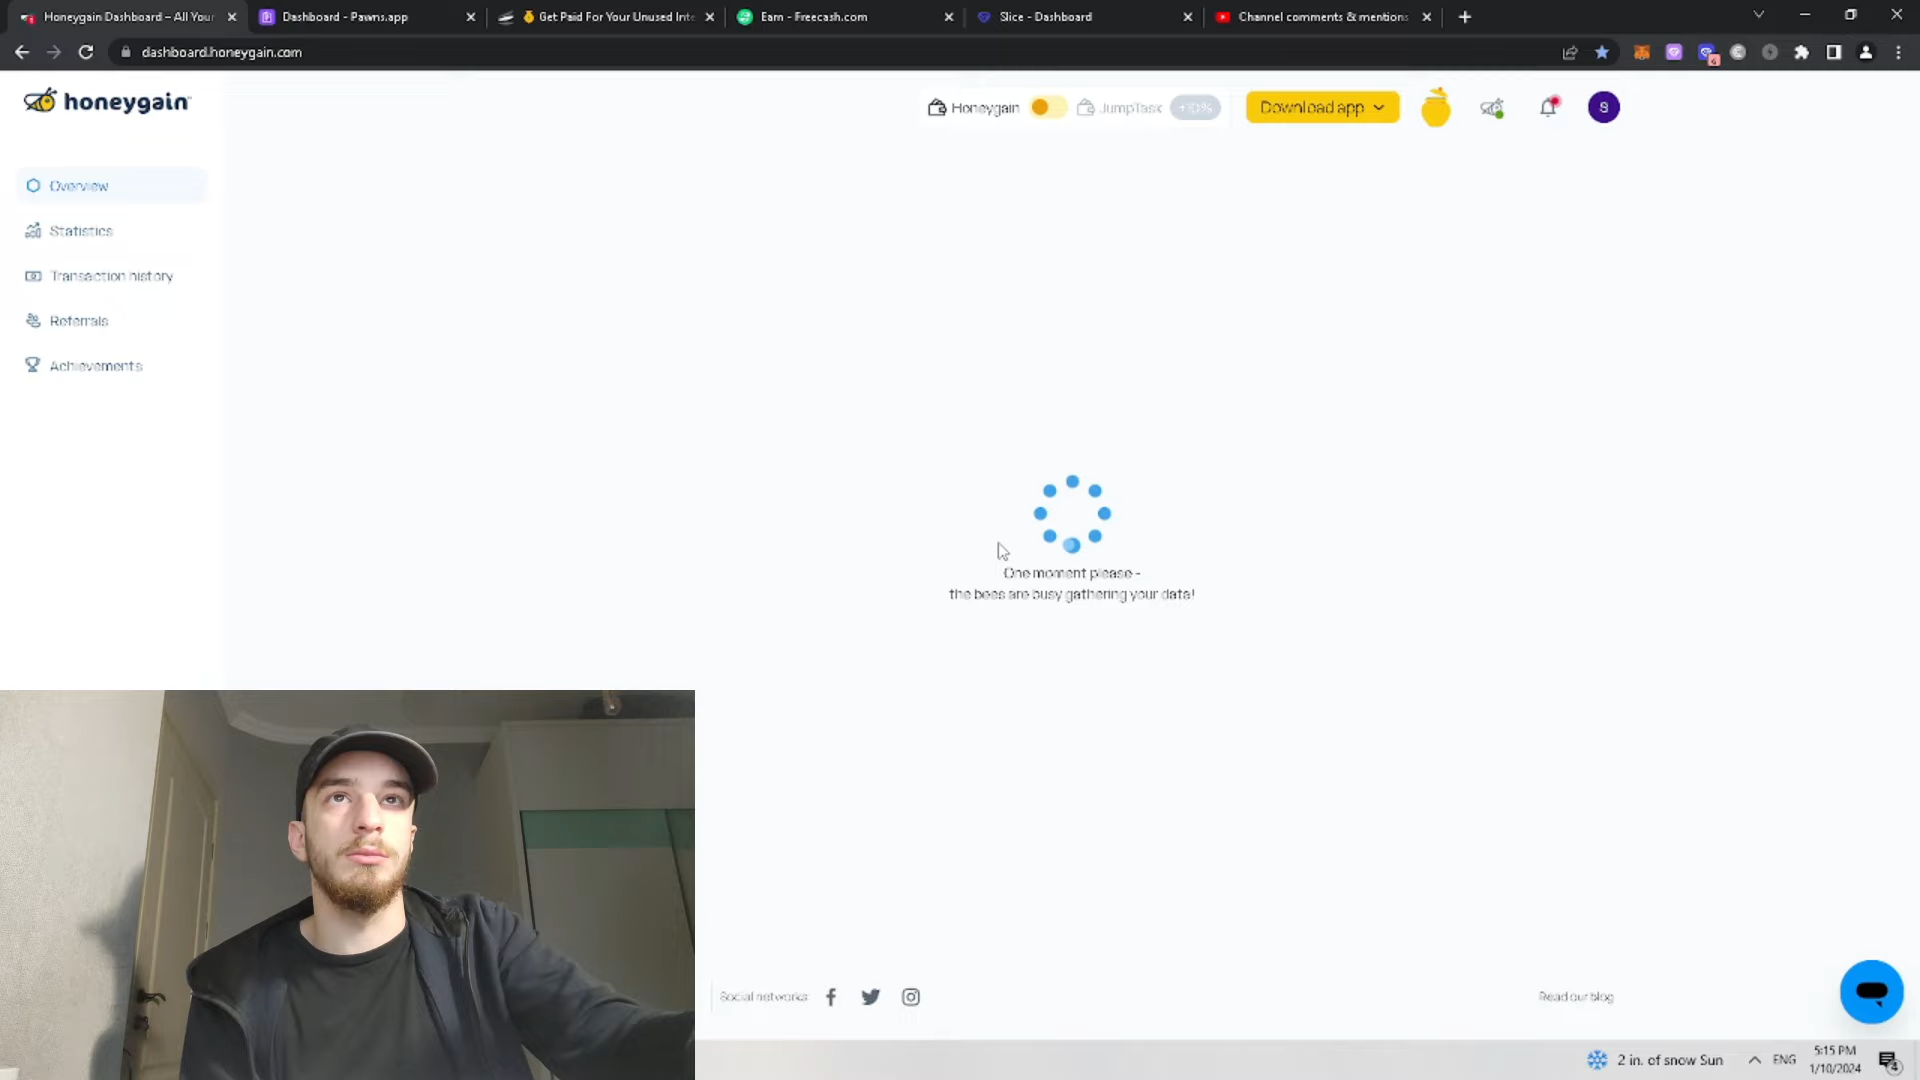 Honeygain Dashboard – All Your
Dashboard - Pawns.app
Get Paid For Your Unused Inte
Earn - Freecash.com
Slice - Dashboard
Channel comments & mentions
dashboard.honeygain.com
honeygain
Honeygain
JumpTask
+10%
Download app
S
Overview
Statistics
Transaction history
Referrals
Achievements
One moment please -
the bees are busy gathering your data!
Social networks:
Read our blog
2 in. of snow Sun
ENG
5:15 PM
1/10/2024
4